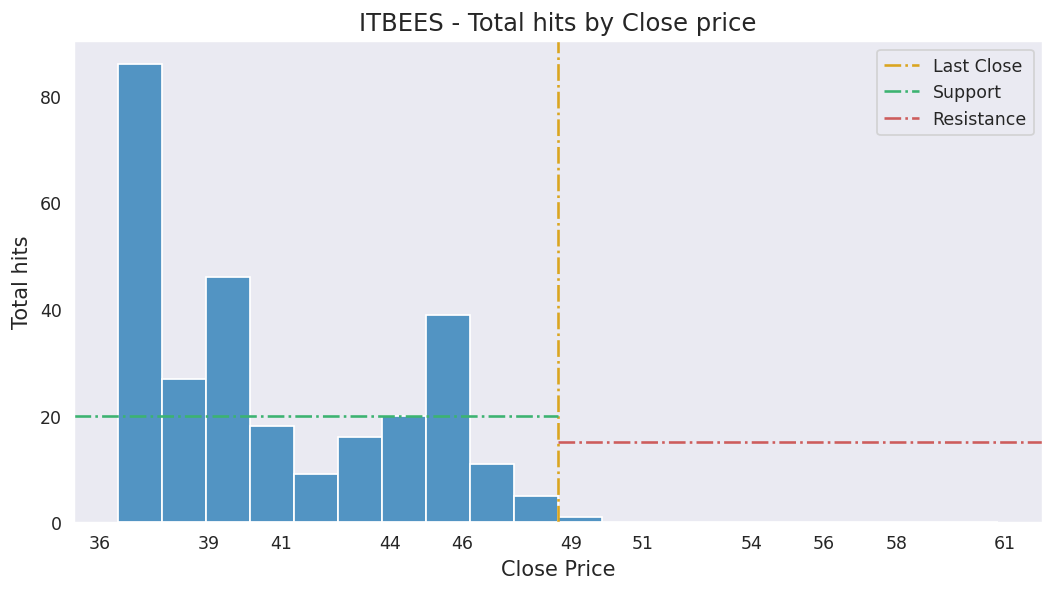 ITBEES - Total hits by Close price
Last Close
Support
Resistance
Total hits
80
60
40
20
0
36 39 41 44 46 49 51 54 56 58 61
Close Price